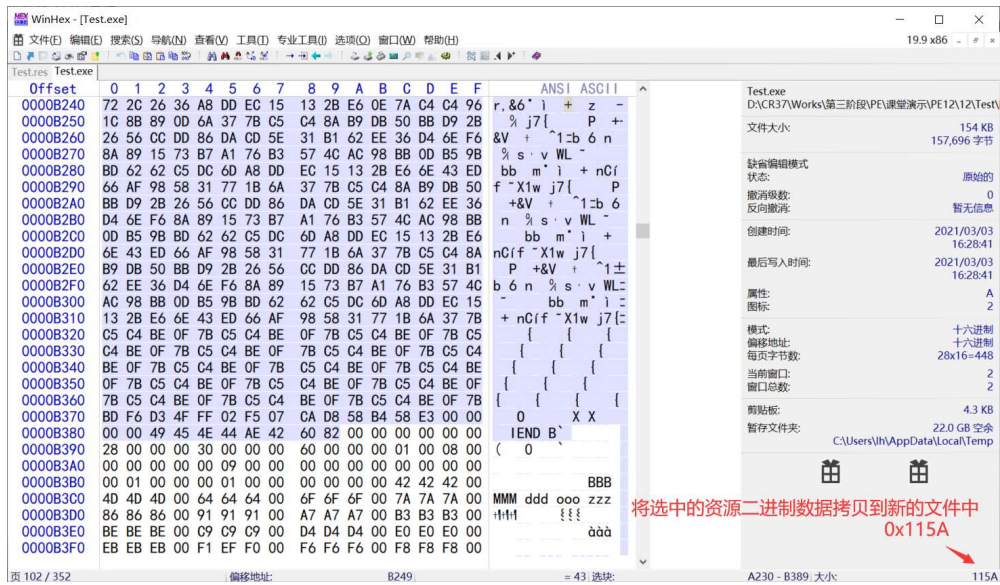 WinHex - [Test.exe]
文件(F) 编辑(E) 搜索(S) 导航(N) 查看(V) 工具(T) 专业工具(I) 选项(O) 窗口(W) 帮助(H)
19.9 x86
Test.res Test.exe
Offset 0 1 2 3 4 5 6 7 8 9 A B C D E F ANSI ASCII
0000B240 72 2C 26 36 A8 DD EC 15 13 2B E6 0E 7A C4 C4 96
0000B250 1C 8B 89 0D 6A 37 7B C5 C4 8A B9 DB 50 BB D9 2B
0000B260 26 56 CC DD 86 DA CD 5E 31 B1 62 EE 36 D4 6E F6
0000B270 8A 89 15 73 B7 A1 76 B3 57 4C AC 98 BB 0D B5 9B
0000B280 BD 62 62 C5 DC 6D A8 DD EC 15 13 2B E6 6E 43 ED
0000B290 66 AF 98 58 31 77 1B 6A 37 7B C5 C4 8A B9 DB 50
0000B2A0 BB D9 2B 26 56 CC DD 86 DA CD 5E 31 B1 62 EE 36
0000B2B0 D4 6E F6 8A 89 15 73 B7 A1 76 B3 57 4C AC 98 BB
0000B2C0 0D B5 9B BD 62 62 C5 DC 6D A8 DD EC 15 13 2B E6
0000B2D0 6E 43 ED 66 AF 98 58 31 77 1B 6A 37 7B C5 C4 8A
0000B2E0 B9 DB 50 BB D9 2B 26 56 CC DD 86 DA CD 5E 31 B1
0000B2F0 62 EE 36 D4 6E F6 8A 89 15 73 B7 A1 76 B3 57 4C
0000B300 AC 98 BB 0D B5 9B BD 62 62 C5 DC 6D A8 DD EC 15
0000B310 13 2B E6 6E 43 ED 66 AF 98 58 31 77 1B 6A 37 7B
0000B320 C5 C4 BE 0F 7B C5 C4 BE 0F 7B C5 C4 BE 0F 7B C5
0000B330 C4 BE 0F 7B C5 C4 BE 0F 7B C5 C4 BE 0F 7B C5 C4
0000B340 BE 0F 7B C5 C4 BE 0F 7B C5 C4 BE 0F 7B C5 C4 BE
0000B350 0F 7B C5 C4 BE 0F 7B C5 C4 BE 0F 7B C5 C4 BE 0F
0000B360 7B C5 C4 BE 0F 7B C5 C4 BE 0F 7B C5 C4 BE 0F 7B
0000B370 BD F6 D3 4F FF 02 F5 07 CA D8 58 B4 58 E3 00 00
0000B380 00 00 49 45 4E 44 AE 42 60 82 00 00 00 00 00 00 IEND B`
0000B390 28 00 00 00 30 00 00 00 60 00 00 00 01 00 08 00 ( 0 `
0000B3A0 00 00 00 00 00 09 00 00 00 00 00 00 00 00 00 00
0000B3B0 00 01 00 00 00 01 00 00 00 00 00 00 42 42 42 00 BBB
0000B3C0 4D 4D 4D 00 64 64 64 00 6F 6F 6F 00 7A 7A 7A 00 MMM ddd ooo zzz
0000B3D0 86 86 86 00 91 91 91 00 A7 A7 A7 00 B3 B3 B3 00
0000B3E0 BE BE BE 00 C9 C9 C9 00 D4 D4 D4 00 E0 E0 E0 00 ààà
0000B3F0 EB EB EB 00 F1 EF F0 00 F6 F6 F6 00 F8 F8 F8 00
Test.exe
D:\CR37\Works\第三阶段\PE\课堂演示\PE12\12\Test\
文件大小: 154 KB
157,696 字节
缺省编辑模式
状态: 原始的
撤消级数: 0
反向撤消: 暂无信息
创建时间: 2021/03/03
16:28:41
最后写入时间: 2021/03/03
16:28:41
属性: A
图标: 2
模式: 十六进制
偏移地址: 十六进制
每页字节数: 28x16=448
当前窗口: 2
窗口总数: 2
剪贴板: 4.3 KB
暂存文件夹: 22.0 GB 空余
C:\Users\lh\AppData\Local\Temp
将选中的资源二进制数据拷贝到新的文件中
0x115A
页 102 / 352 偏移地址: B249 = 43 选块: A230 - B389 大小: 115A